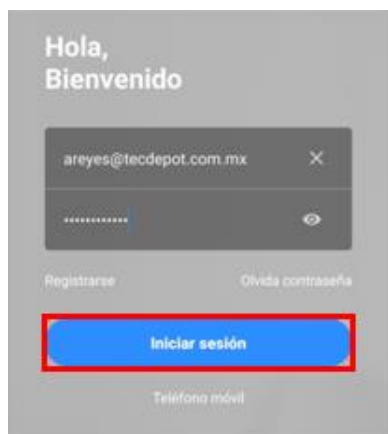 Hola,
Bienvenido
areyes@tecdepot.com.mx
••••••••••••
Registrarse Olvida contraseña
Iniciar sesión
Teléfono móvil